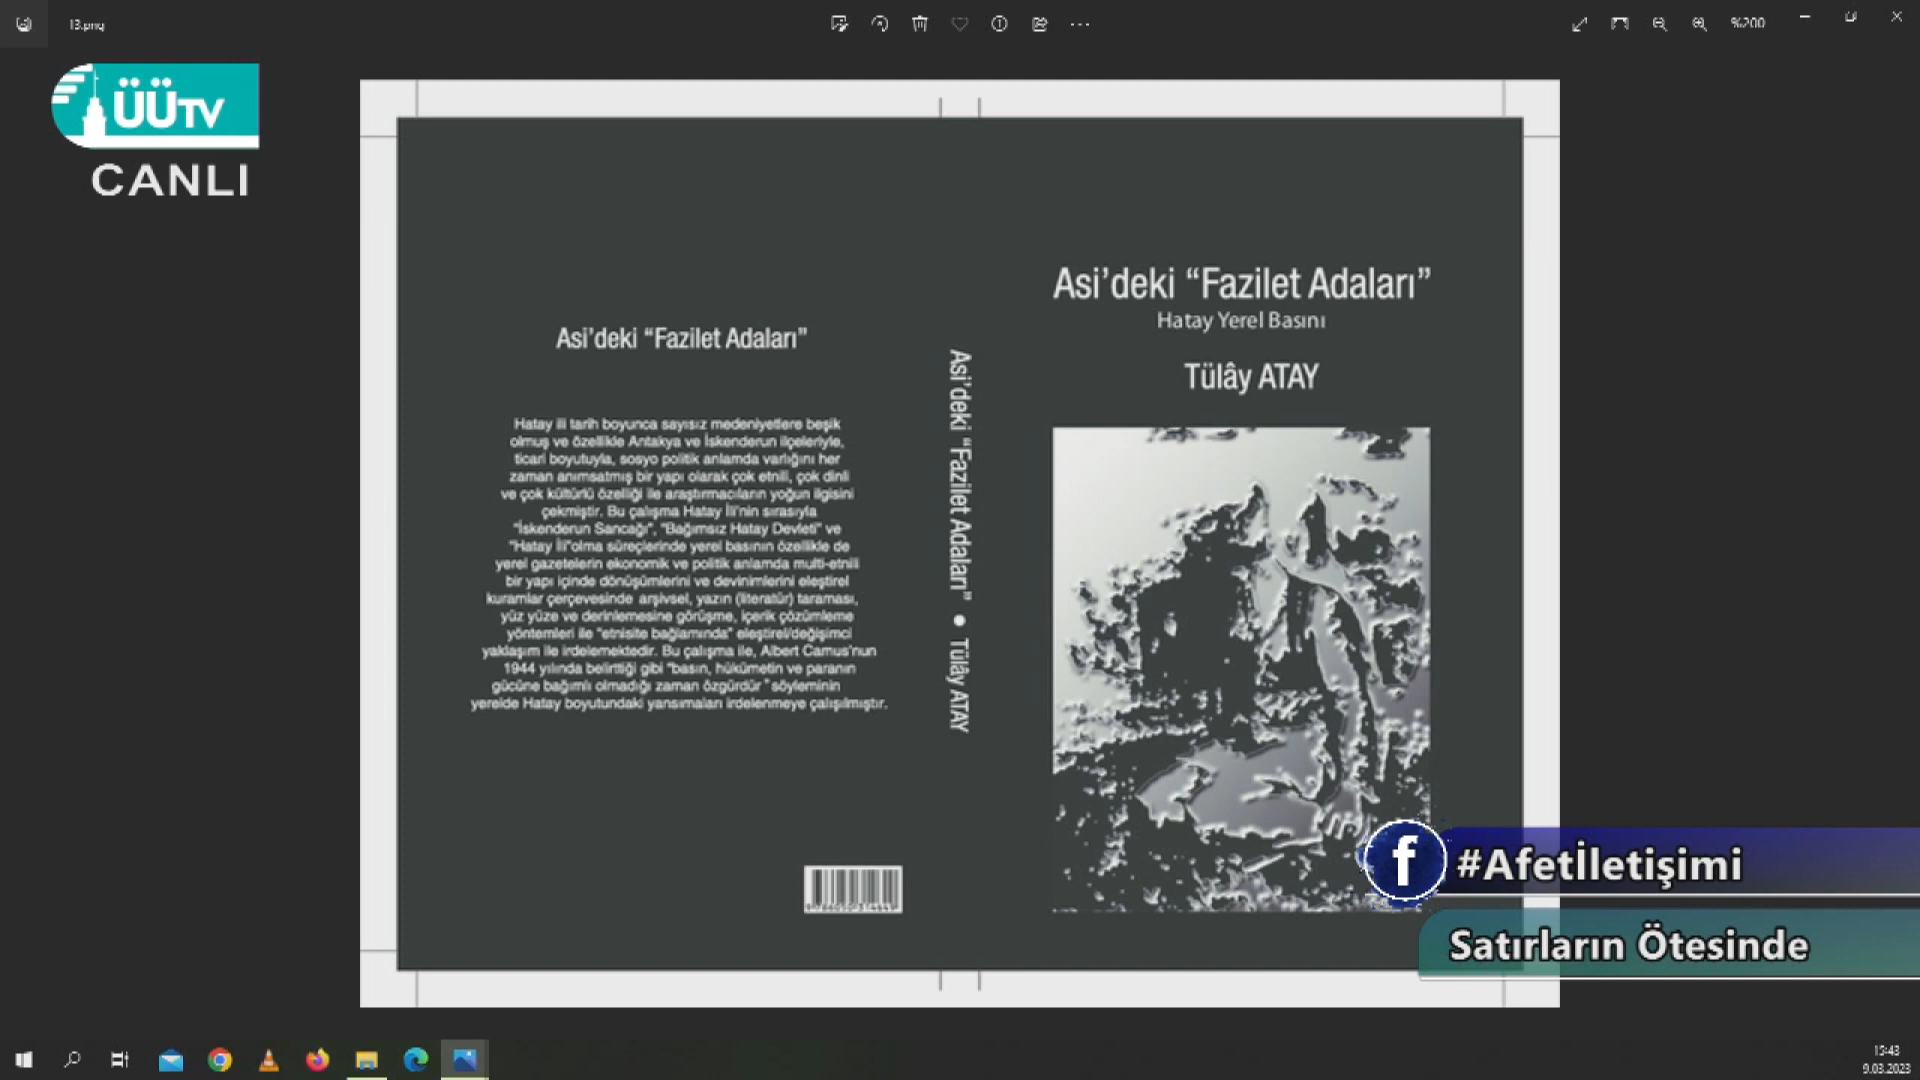 13.png
%200
ÜÜTV
CANLI
Asi’deki “Fazilet Adaları”
Hatay ili tarih boyunca sayısız medeniyetlere beşik
olmuş ve özellikle Antakya ve İskenderun ilçeleriyle,
ticari boyutuyla, sosyo politik anlamda varlığını her
zaman anımsatmış bir yapı olarak çok etnili, çok dinli
ve çok kültürlü özelliği ile araştırmacıların yoğun ilgisini
çekmiştir. Bu çalışma Hatay İli’nin sırasıyla
“İskenderun Sancağı”, “Bağımsız Hatay Devleti” ve
“Hatay İli”olma süreçlerinde yerel basının özellikle de
yerel gazetelerin ekonomik ve politik anlamda multi-etnili
bir yapı içinde dönüşümlerini ve devinimlerini eleştirel
kuramlar çerçevesinde arşivsel, yazın (literatür) taraması,
yüz yüze ve derinlemesine görüşme, içerik çözümleme
yöntemleri ile “etnisite bağlamında” eleştirel/değişimci
yaklaşım ile irdelemektedir. Bu çalışma ile, Albert Camus’nun
1944 yılında belirttiği gibi “basın, hükümetin ve paranın
gücüne bağımlı olmadığı zaman özgürdür ” söyleminin
yerelde Hatay boyutundaki yansımaları irdelenmeye çalışılmıştır.
Asi’deki “Fazilet Adaları” • Tülây ATAY
Asi’deki “Fazilet Adaları”
Hatay Yerel Basını
Tülây ATAY
#Afetİletişimi
Satırların Ötesinde
15:43
9.03.2023